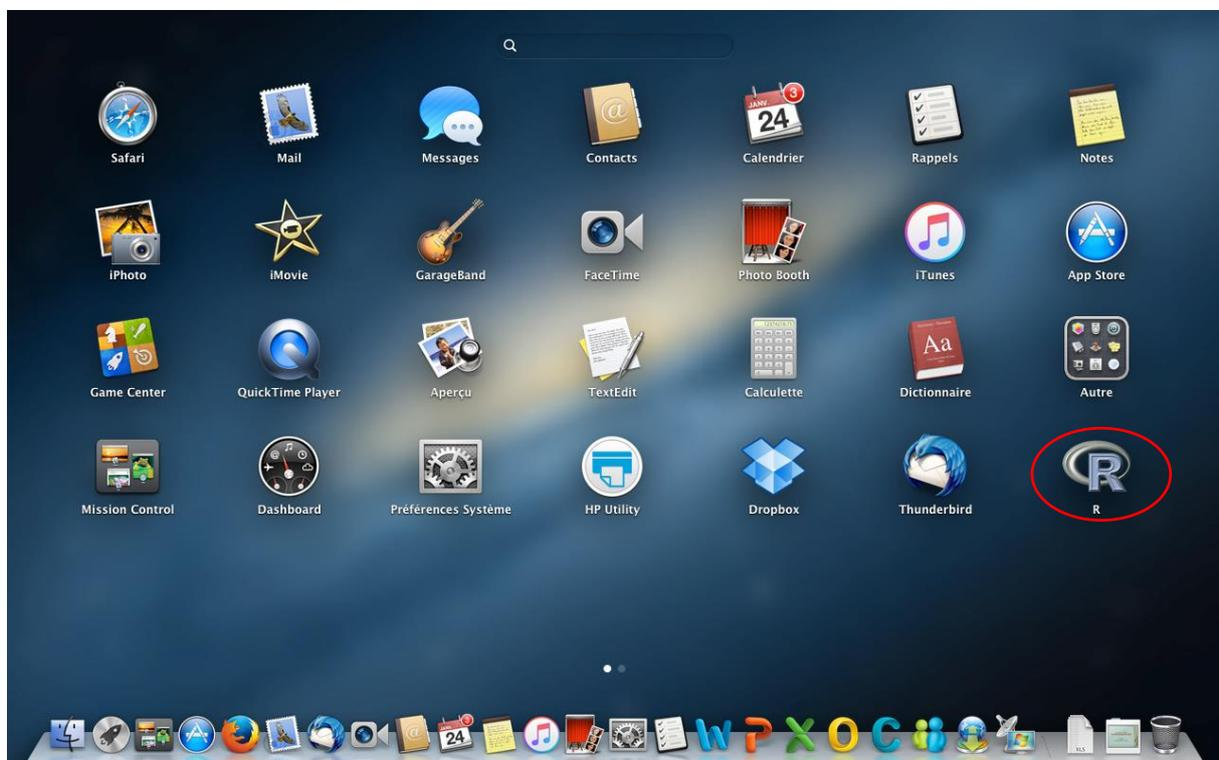 Safari Mail Messages Contacts JANV. 24 3 Calendrier Rappels Notes
iPhoto iMovie GarageBand FaceTime Photo Booth iTunes App Store
Game Center QuickTime Player Aperçu TextEdit Calculette Aa Dictionnaire Autre
Mission Control Dashboard Préférences Système HP Utility Dropbox Thunderbird R R
24 W P X O C XLS